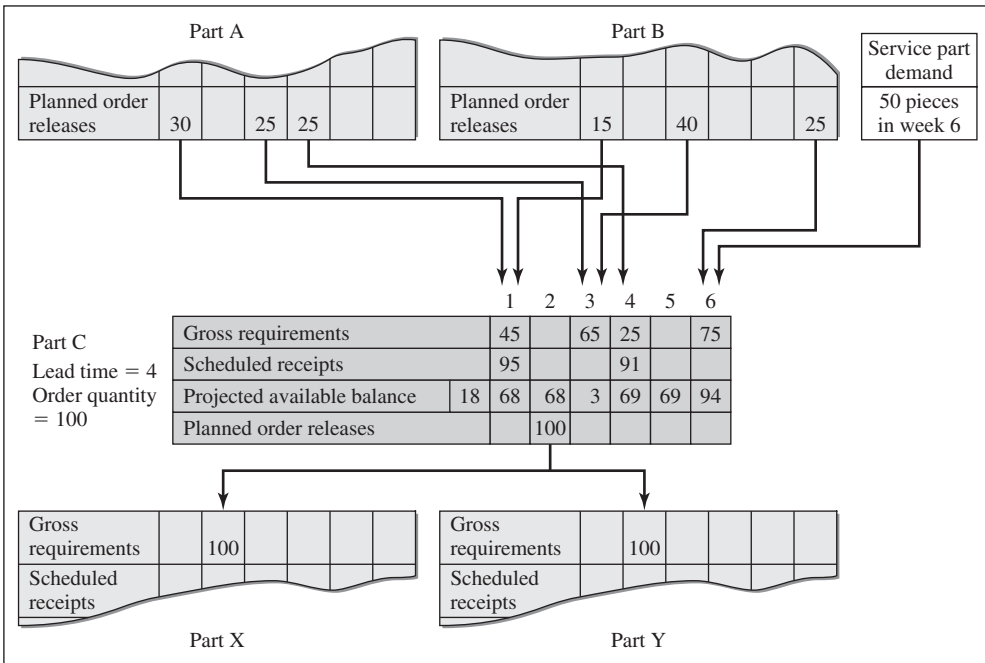 Part A
Part B
Service part
demand
50 pieces
in week 6
Planned order
releases 30 25 25
Planned order
releases 15 40 25
1 2 3 4 5 6
Part C
Lead time = 4
Order quantity
= 100
Gross requirements 45 65 25 75
Scheduled receipts 95 91
Projected available balance 18 68 68 3 69 69 94
Planned order releases 100
Gross
requirements 100
Scheduled
receipts
Gross
requirements 100
Scheduled
receipts
Part X
Part Y